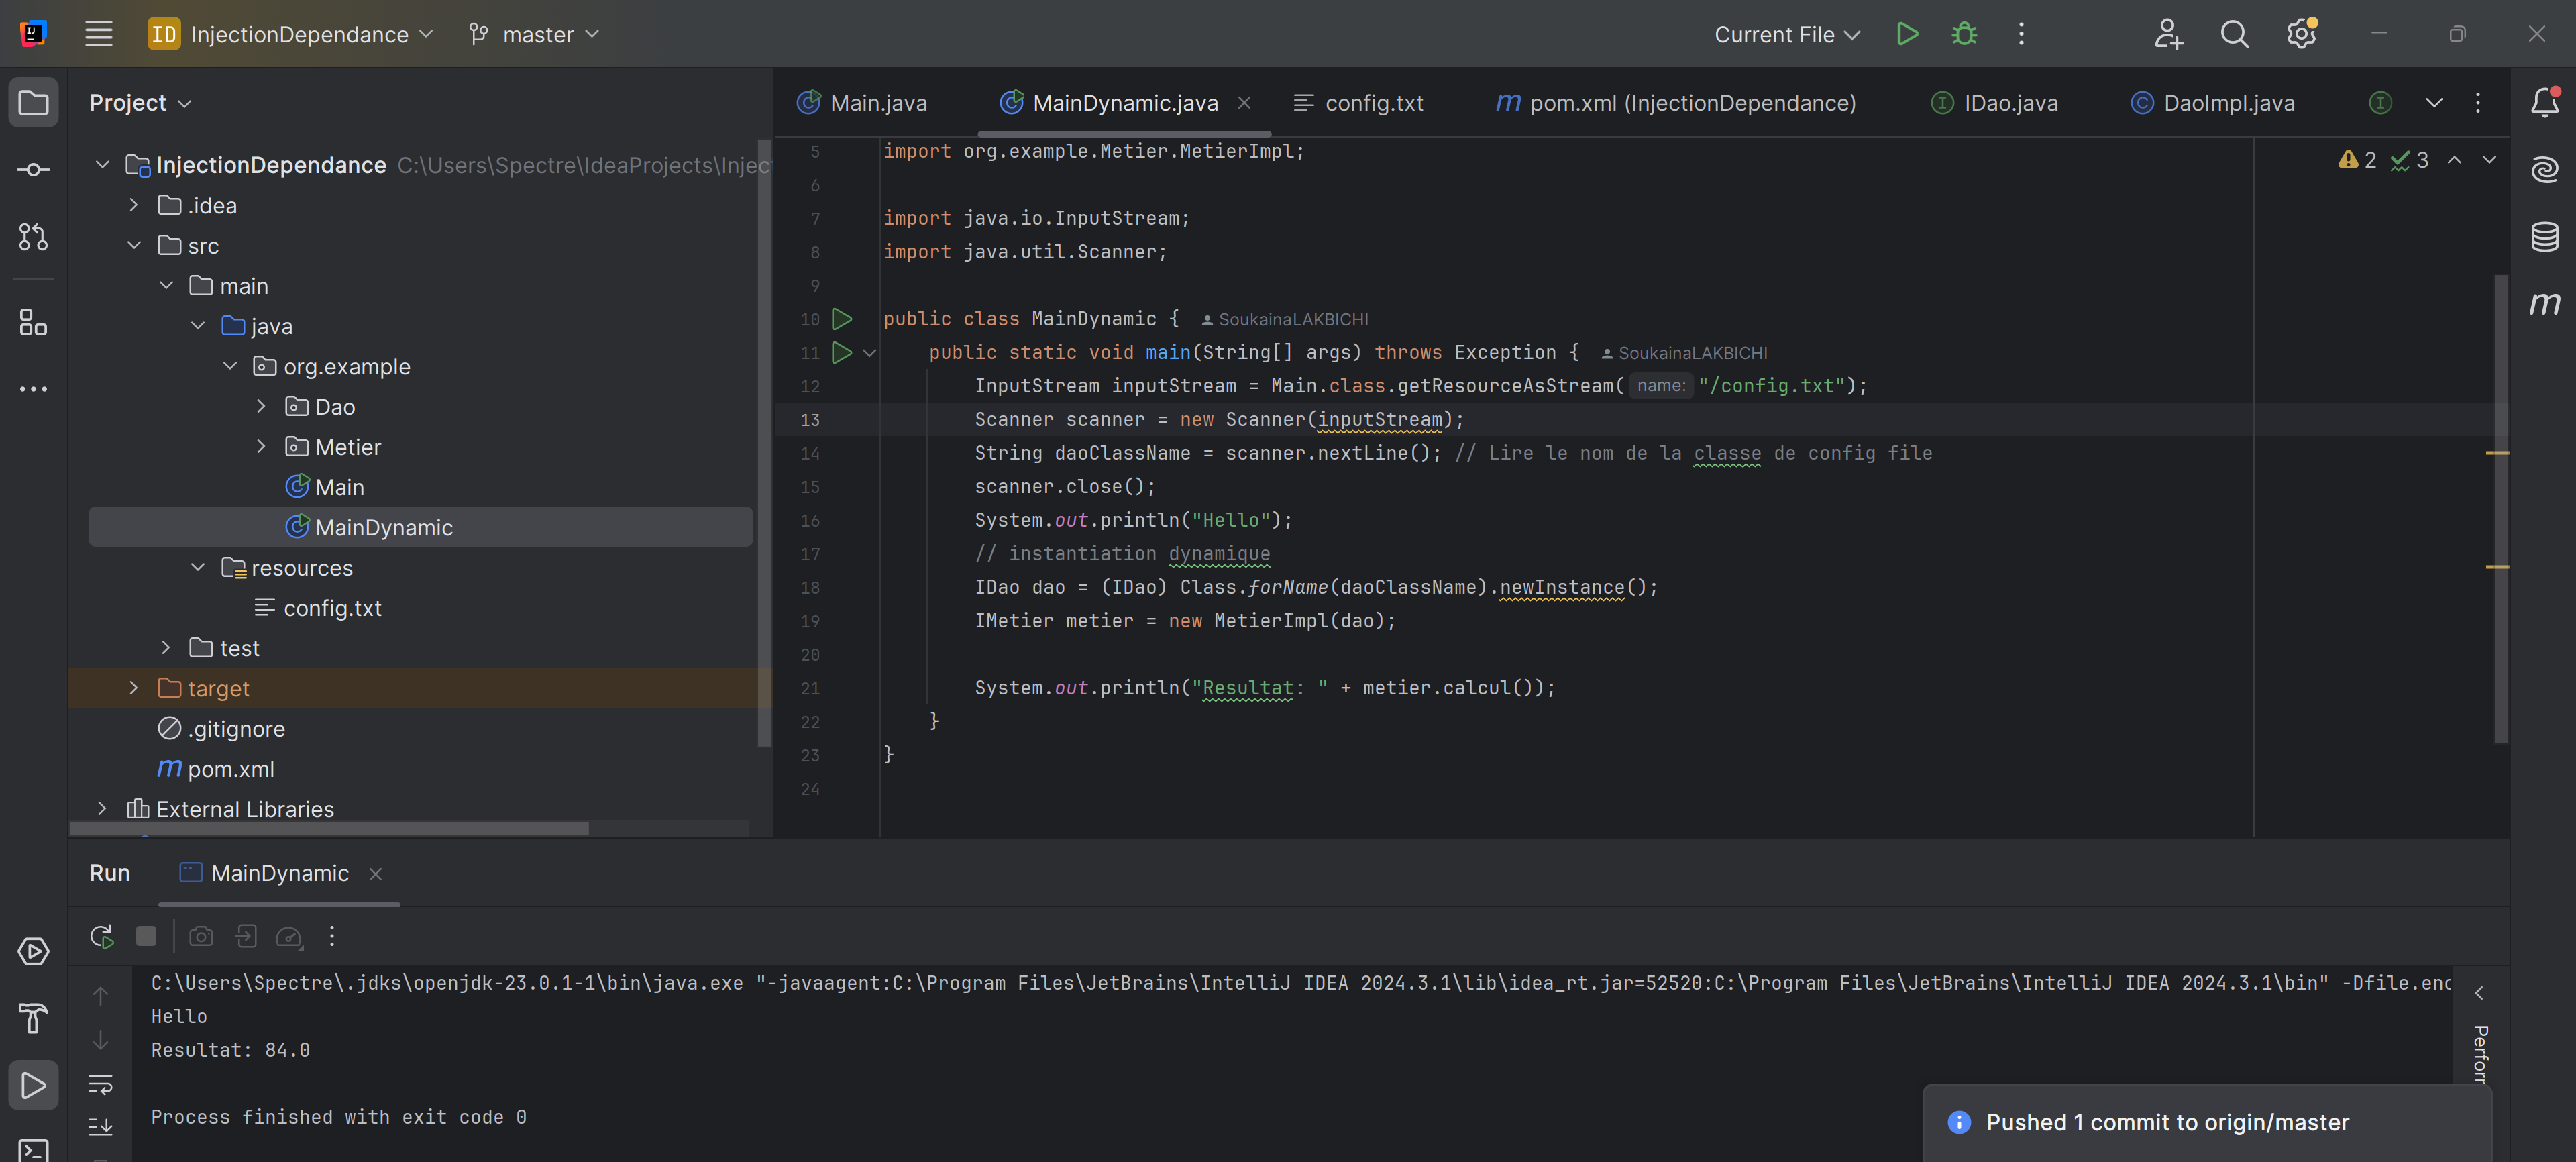 ID InjectionDependance master Current File
Project
Main.java MainDynamic.java config.txt m pom.xml (InjectionDependance) IDao.java DaoImpl.java
InjectionDependance C:\Users\Spectre\IdeaProjects\Injec
.idea
src
main
java
org.example
Dao
Metier
Main
MainDynamic
resources
config.txt
test
target
.gitignore
m pom.xml
External Libraries
2 3
5 import org.example.Metier.MetierImpl;
6
7 import java.io.InputStream;
8 import java.util.Scanner;
9
10 public class MainDynamic { SoukainaLAKBICHI
11 public static void main(String[] args) throws Exception { SoukainaLAKBICHI
12 InputStream inputStream = Main.class.getResourceAsStream( name: "/config.txt");
13 Scanner scanner = new Scanner(inputStream);
14 String daoClassName = scanner.nextLine(); // Lire le nom de la classe de config file
15 scanner.close();
16 System.out.println("Hello");
17 // instantiation dynamique
18 IDao dao = (IDao) Class.forName(daoClassName).newInstance();
19 IMetier metier = new MetierImpl(dao);
20
21 System.out.println("Resultat: " + metier.calcul());
22 }
23 }
24
Run MainDynamic
C:\Users\Spectre\.jdks\openjdk-23.0.1-1\bin\java.exe "-javaagent:C:\Program Files\JetBrains\IntelliJ IDEA 2024.3.1\lib\idea_rt.jar=52520:C:\Program Files\JetBrains\IntelliJ IDEA 2024.3.1\bin" -Dfile.enc
Hello
Resultat: 84.0
Process finished with exit code 0
Perforr
Pushed 1 commit to origin/master